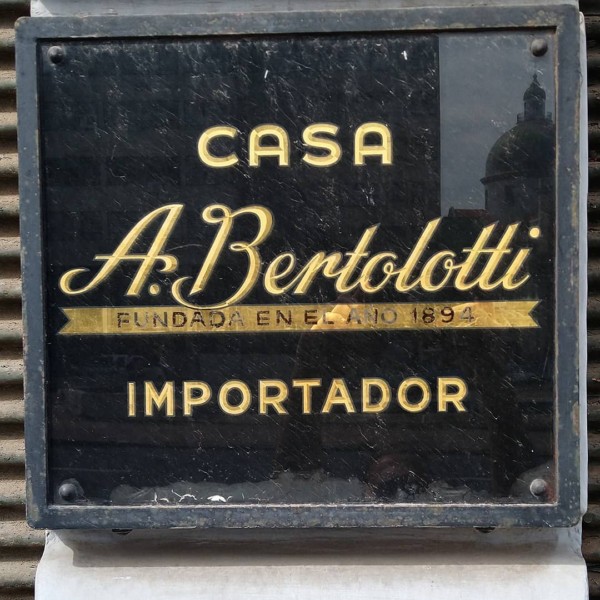 CASA
A. Bertolotti
FUNDADA EN EL AÑO 1894
IMPORTADOR